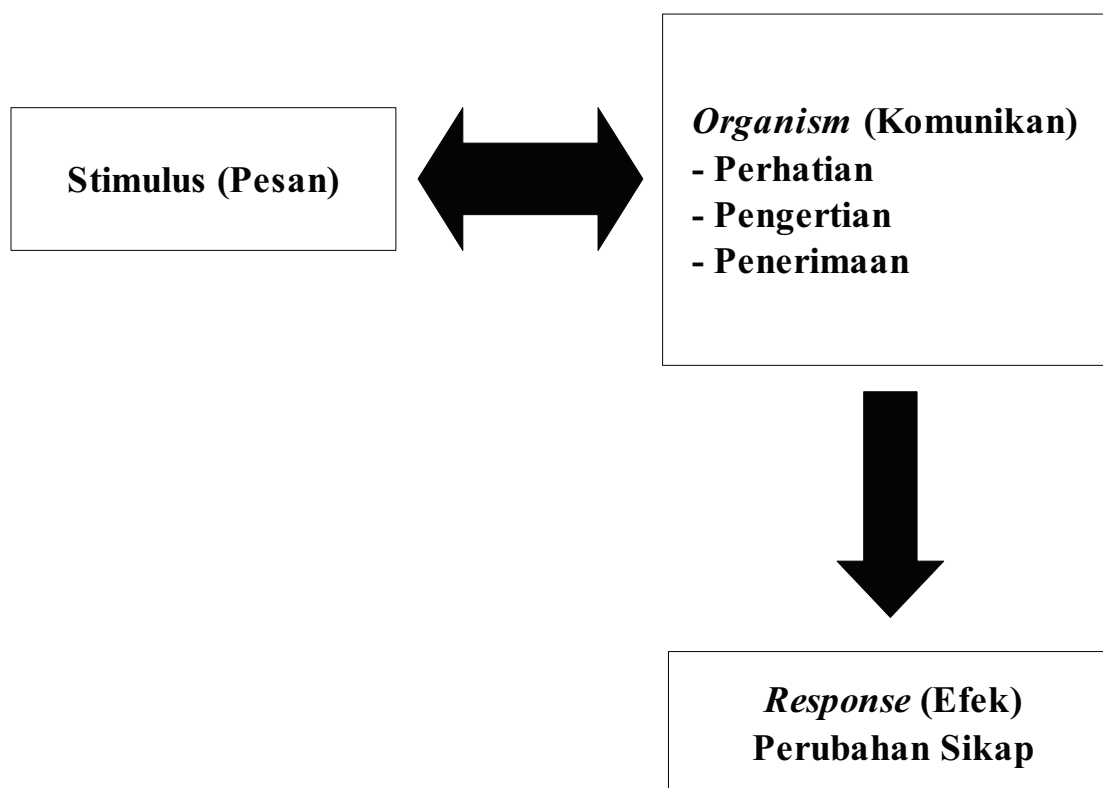 Stimulus (Pesan)
Organism (Komunikan)
- Perhatian
- Pengertian
- Penerimaan
Response (Efek)
Perubahan Sikap